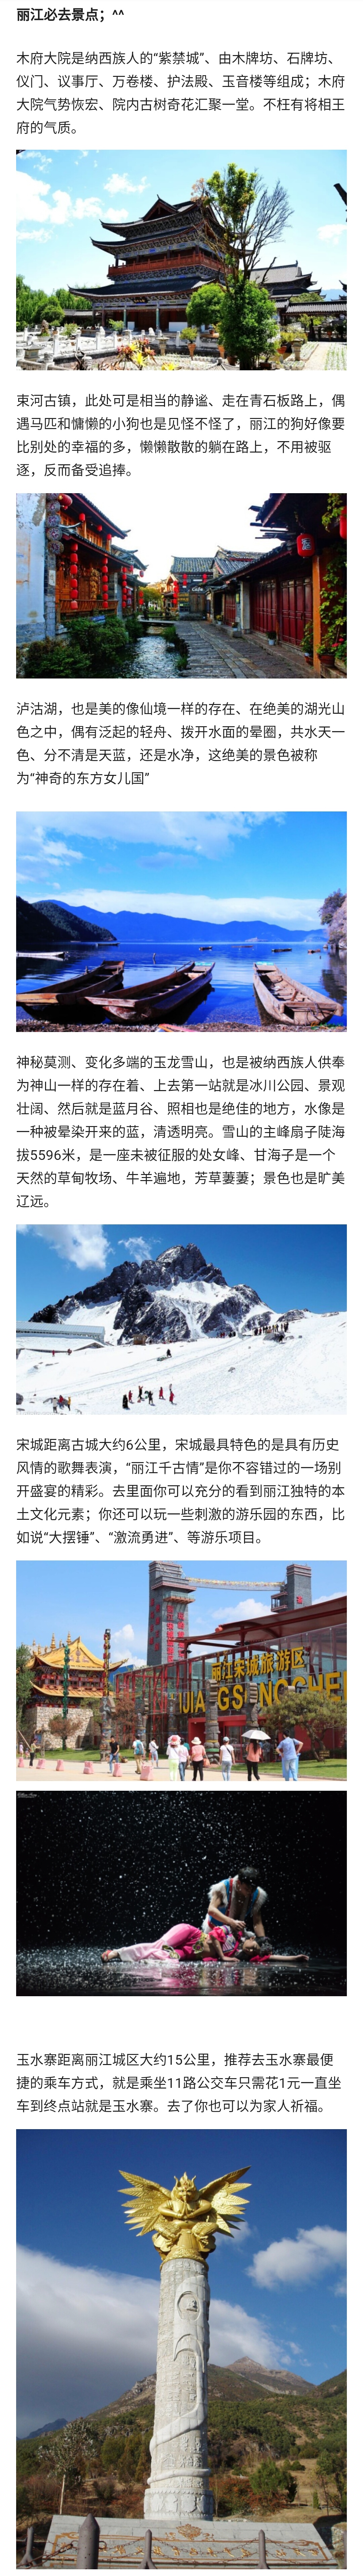 丽江必去景点；^^
木府大院是纳西族人的“紫禁城”、由木牌坊、石牌坊、
仪门、议事厅、万卷楼、护法殿、玉音楼等组成；木府
大院气势恢宏、院内古树奇花汇聚一堂。不枉有将相王
府的气质。
束河古镇，此处可是相当的静谧、走在青石板路上，偶
遇马匹和慵懒的小狗也是见怪不怪了，丽江的狗好像要
比别处的幸福的多，懒懒散散的躺在路上，不用被驱
逐，反而备受追捧。
泸沽湖，也是美的像仙境一样的存在、在绝美的湖光山
色之中，偶有泛起的轻舟、拨开水面的晕圈，共水天一
色、分不清是天蓝，还是水净，这绝美的景色被称
为“神奇的东方女儿国”
神秘莫测、变化多端的玉龙雪山，也是被纳西族人供奉
为神山一样的存在着、上去第一站就是冰川公园、景观
壮阔、然后就是蓝月谷、照相也是绝佳的地方，水像是
一种被晕染开来的蓝，清透明亮。雪山的主峰扇子陡海
拔5596米，是一座未被征服的处女峰、甘海子是一个
天然的草甸牧场、牛羊遍地，芳草萋萋；景色也是旷美
辽远。
宋城距离古城大约6公里，宋城最具特色的是具有历史
风情的歌舞表演，“丽江千古情”是你不容错过的一场别
开盛宴的精彩。去里面你可以充分的看到丽江独特的本
土文化元素；你还可以玩一些刺激的游乐园的东西，比
如说“大摆锤”、“激流勇进”、等游乐项目。
丽江宋城旅游区
IJIANGSONGCHE
玉水寨距离丽江城区大约15公里，推荐去玉水寨最便
捷的乘车方式，就是乘坐11路公交车只需花1元一直坐
车到终点站就是玉水寨。去了你也可以为家人祈福。